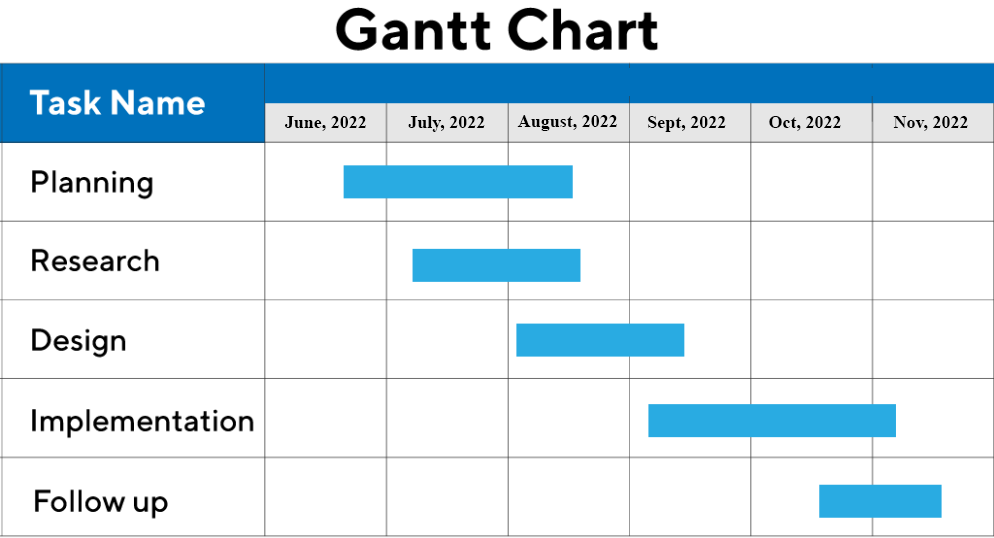 Gantt Chart
Task Name
June, 2022 July, 2022 August, 2022 Sept, 2022 Oct, 2022 Nov, 2022
Planning
Research
Design
Implementation
Follow up